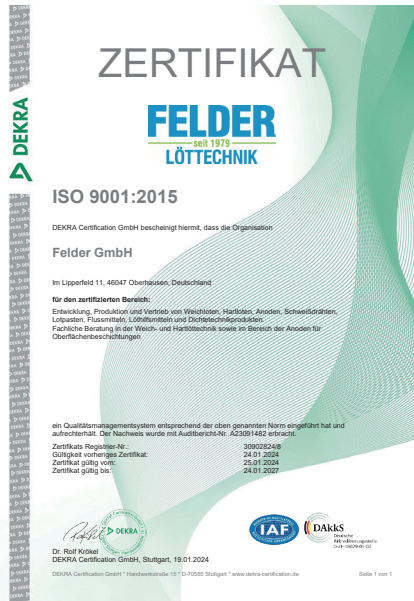 ZERTIFIKAT
DEKRA
FELDER
seit 1979
LÖTTECHNIK
ISO 9001:2015
DEKRA Certification GmbH bescheinigt hiermit, dass die Organisation
Felder GmbH
Im Lipperfeld 11, 46047 Oberhausen, Deutschland
für den zertifizierten Bereich:
Entwicklung, Produktion und Vertrieb von Weichloten, Hartloten, Anoden, Schweißdrähten,
Lotpasten, Flussmitteln, Löthilfsmitteln und Dichtetechnikprodukten.
Fachliche Beratung in der Weich- und Hartlöttechnik sowie im Bereich der Anoden für
Oberflächenbeschichtungen
ein Qualitätsmanagementsystem entsprechend der oben genannten Norm eingeführt hat und
aufrechterhält. Der Nachweis wurde mit Auditbericht-Nr. A23091482 erbracht.
Zertifikats Registrier-Nr.: 30902824/8
Gültigkeit vorheriges Zertifikat: 24.01.2024
Zertifikat gültig vom: 25.01.2024
Zertifikat gültig bis: 24.01.2027
DEKRA
IAF
DAkkS
Deutsche
Akkreditierungsstelle
Dr. Rolf Krökel
DEKRA Certification GmbH, Stuttgart, 19.01.2024
DEKRA Certification GmbH * Handwerkstraße 15 * D-70565 Stuttgart * www.dekra-certification.de Seite 1 von 1